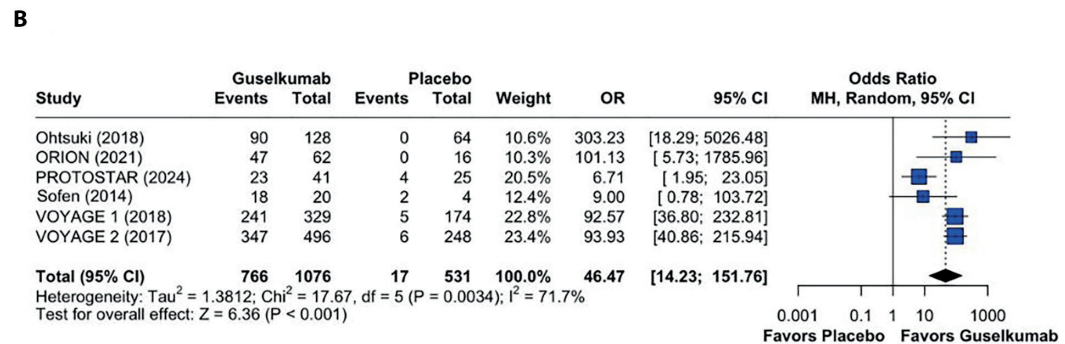 B
Guselkumab Placebo Odds Ratio
Study Events Total Events Total Weight OR 95% CI MH, Random, 95% CI
Ohtsuki (2018) 90 128 0 64 10.6% 303.23 [18.29; 5026.48]
ORION (2021) 47 62 0 16 10.3% 101.13 [ 5.73; 1785.96]
PROTOSTAR (2024) 23 41 4 25 20.5% 6.71 [ 1.95; 23.05]
Sofen (2014) 18 20 2 4 12.4% 9.00 [ 0.78; 103.72]
VOYAGE 1 (2018) 241 329 5 174 22.8% 92.57 [36.80; 232.81]
VOYAGE 2 (2017) 347 496 6 248 23.4% 93.93 [40.86; 215.94]
Total (95% CI) 766 1076 17 531 100.0% 46.47 [14.23; 151.76]
Heterogeneity: Tau² = 1.3812; Chi² = 17.67, df = 5 (P = 0.0034); I² = 71.7%
Test for overall effect: Z = 6.36 (P < 0.001)
0.001 0.1 1 10 1000
Favors Placebo Favors Guselkumab